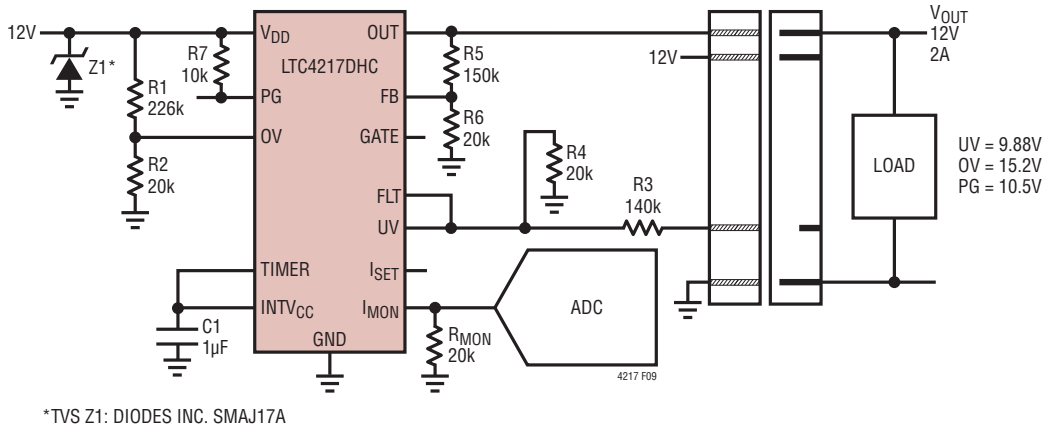 12V
Z1*
R1
226k
R2
20k
R7
10k
VDD
OUT
LTC4217DHC
PG
FB
OV
GATE
FLT
UV
TIMER
ISET
INTVCC
IMON
GND
C1
1µF
R5
150k
R6
20k
R4
20k
R3
140k
RMON
20k
ADC
12V
VOUT
12V
2A
LOAD
UV = 9.88V
OV = 15.2V
PG = 10.5V
4217 F09
*TVS Z1: DIODES INC. SMAJ17A